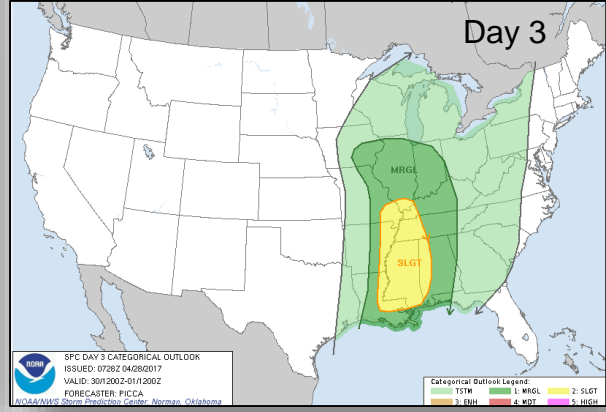 Day 3
MRGL
SLGT
NOAA
SPC DAY 3 CATEGORICAL OUTLOOK
ISSUED: 0728Z 04/28/2017
VALID: 30/1200Z-01/1200Z
FORECASTER: PICCA
NOAA/NWS Storm Prediction Center, Norman, Oklahoma
Categorical Outlook Legend:
TSTM 1: MRGL 2: SLGT
3: ENH 4: MDT 5: HIGH